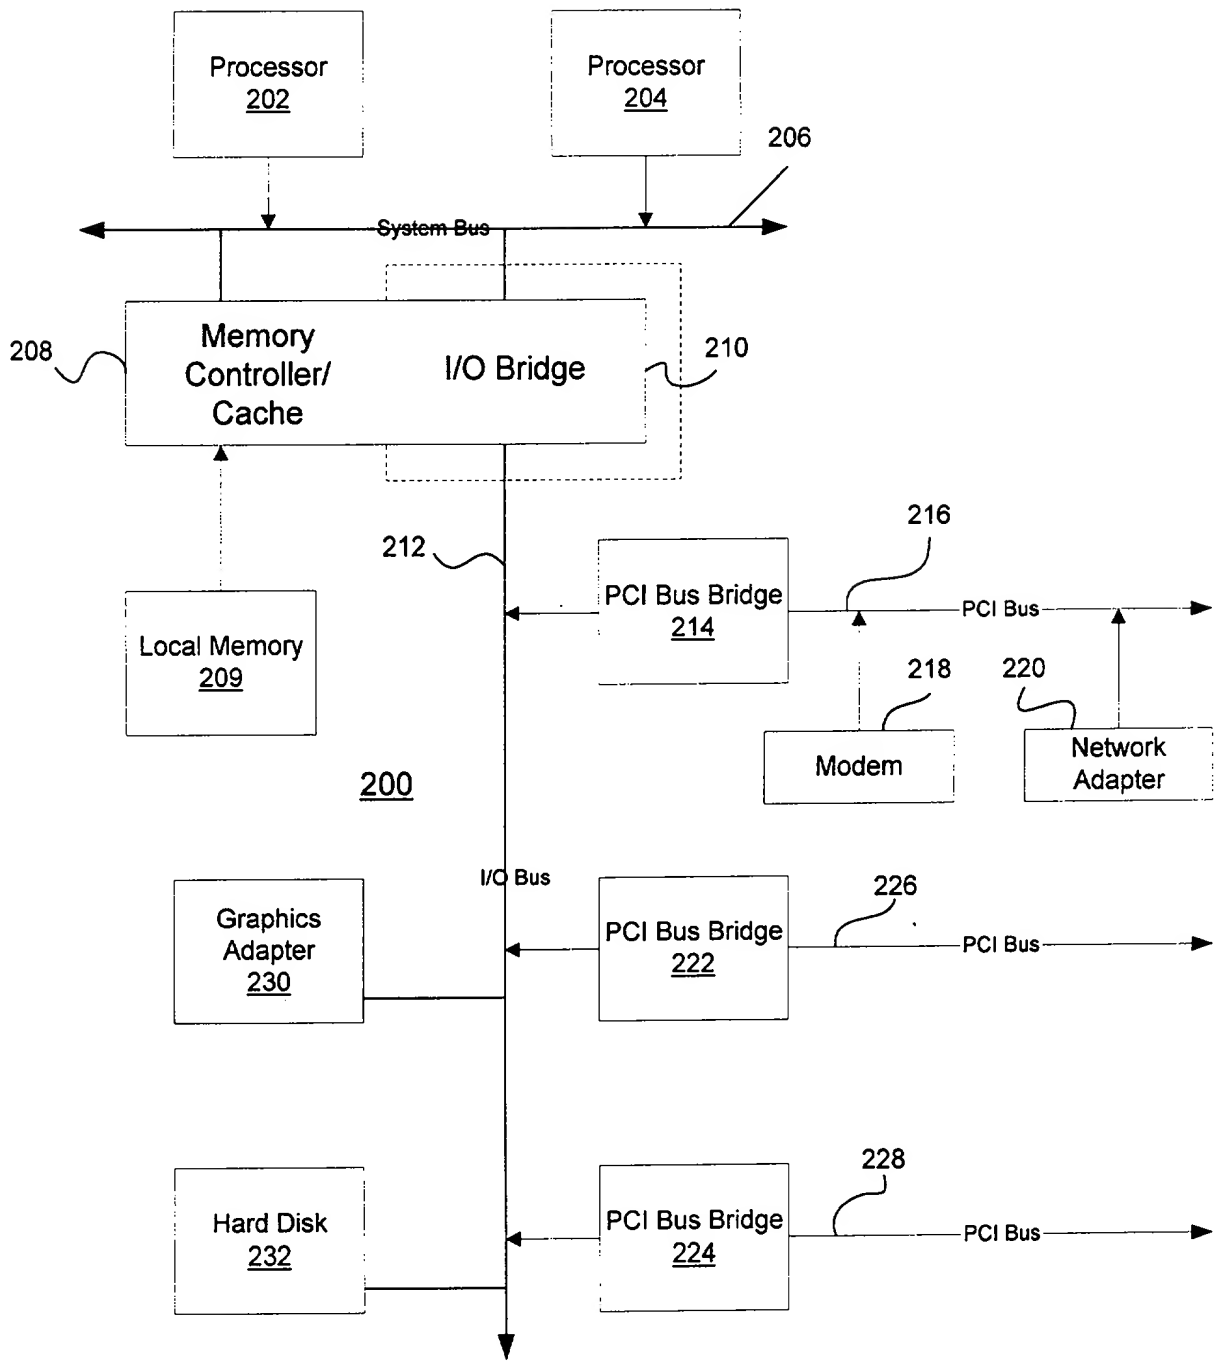 Processor
202
Processor
204
206
System Bus
208
Memory
Controller/
Cache
I/O Bridge
210
212
216
PCI Bus Bridge
214
PCI Bus
Local Memory
209
218
220
Modem
Network
Adapter
200
I/O Bus
226
Graphics
Adapter
230
PCI Bus Bridge
222
PCI Bus
228
Hard Disk
232
PCI Bus Bridge
224
PCI Bus